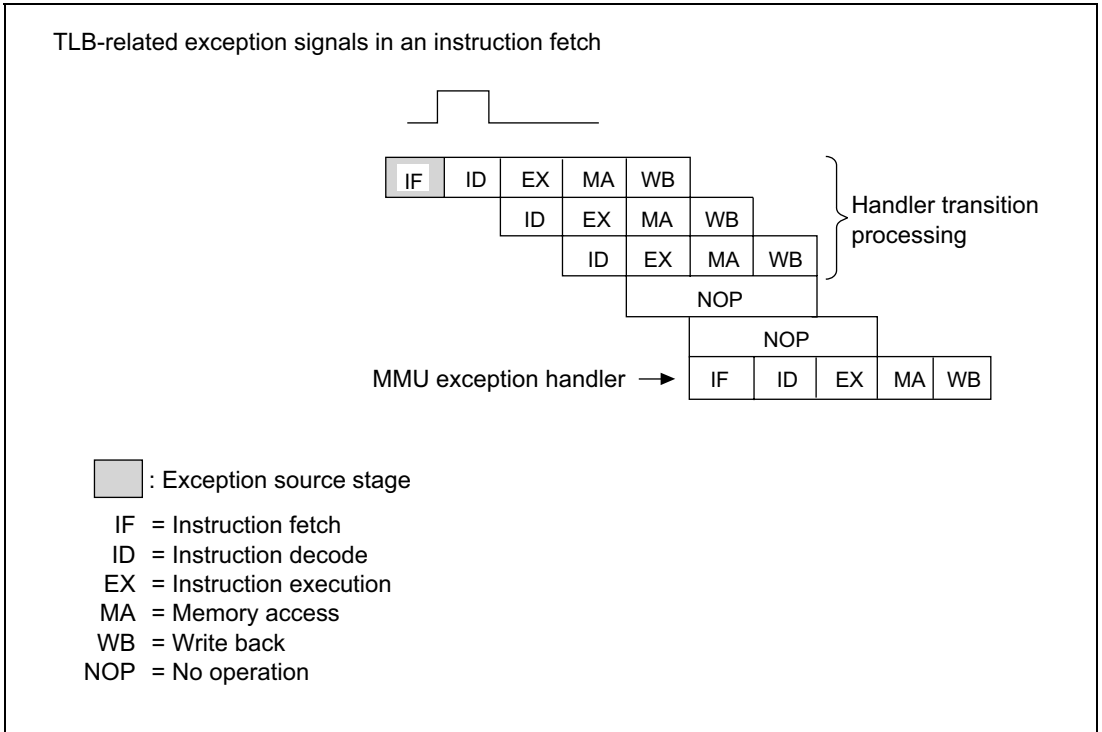 TLB-related exception signals in an instruction fetch
IF ID EX MA WB
ID EX MA WB
ID EX MA WB
Handler transition
processing
NOP
NOP
MMU exception handler
IF ID EX MA WB
: Exception source stage
IF = Instruction fetch
ID = Instruction decode
EX = Instruction execution
MA = Memory access
WB = Write back
NOP = No operation